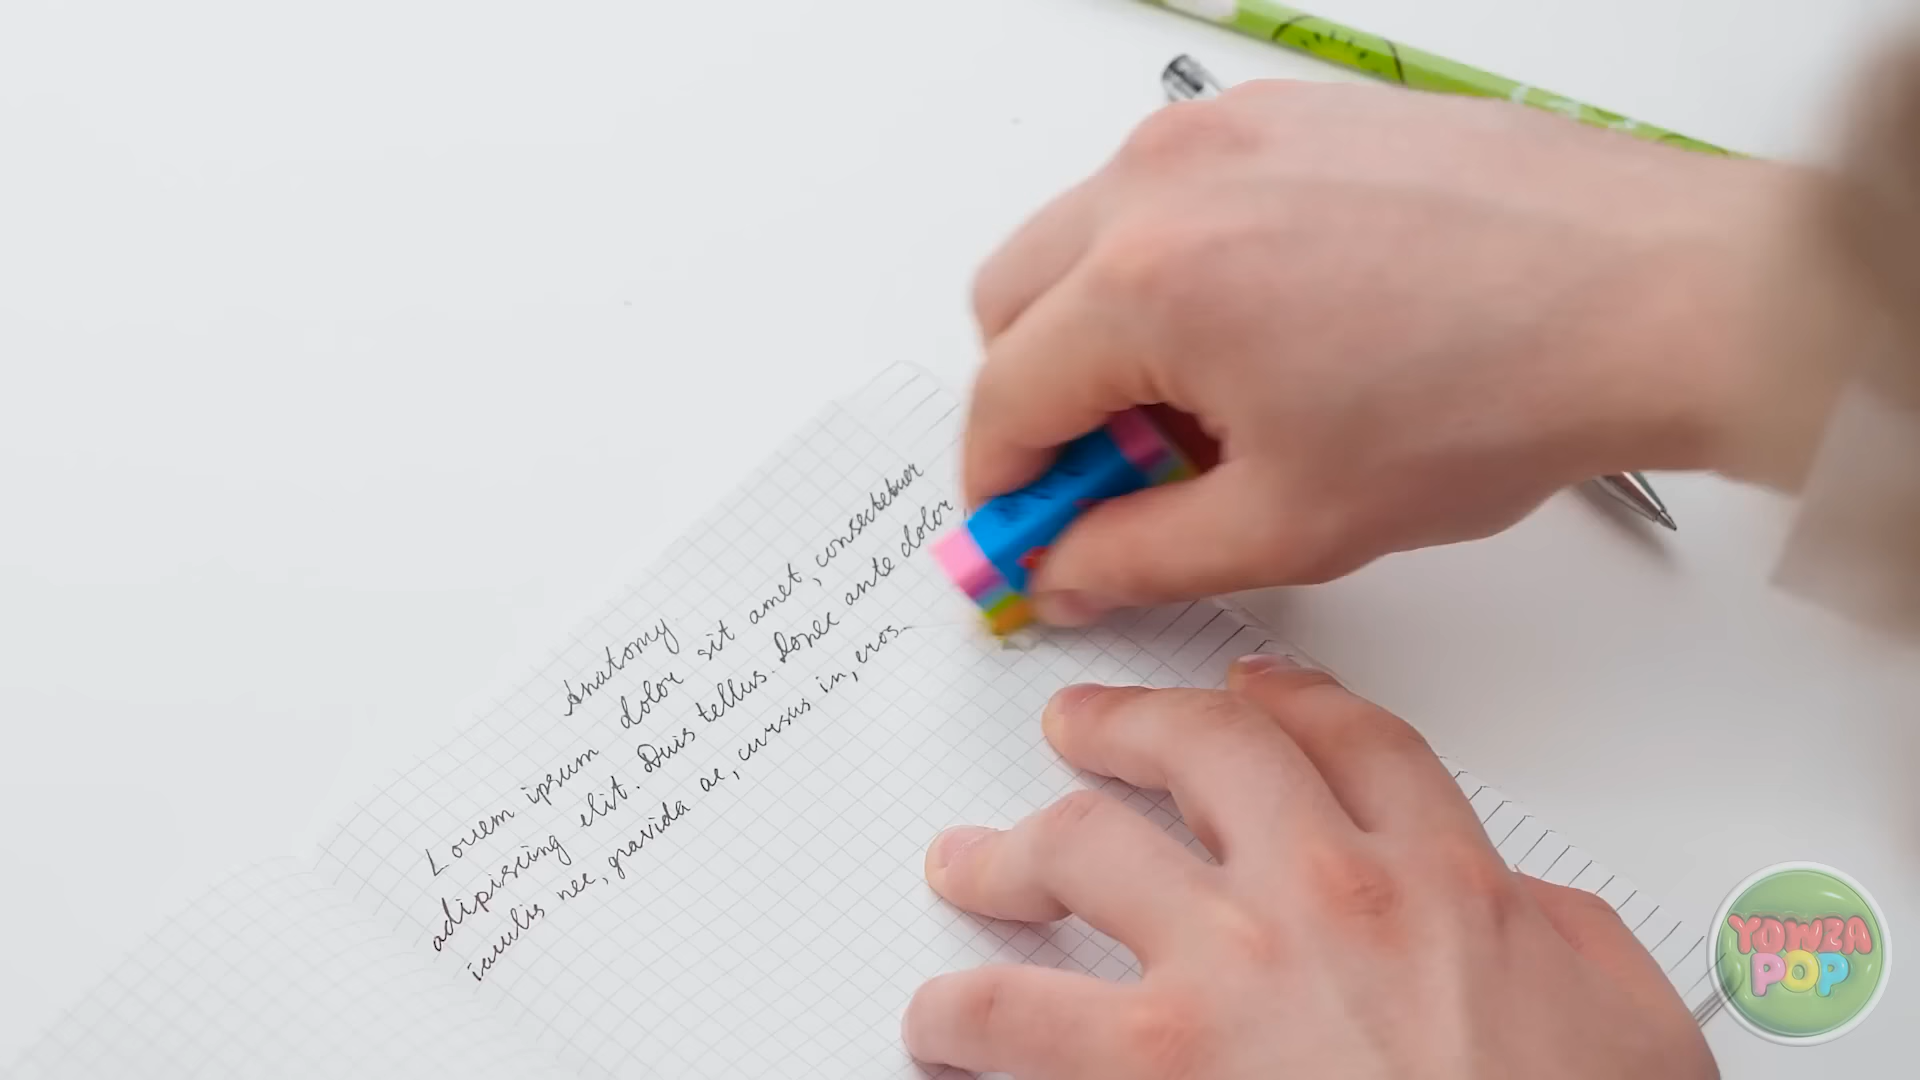 Anatomy.
Lorem ipsum dolor sit amet, consectetuer
adipiscing elit. Duis tellus. Donec ante dolor
iaculis nec, gravida ac, cursus in, eros.
YOWZA
POP